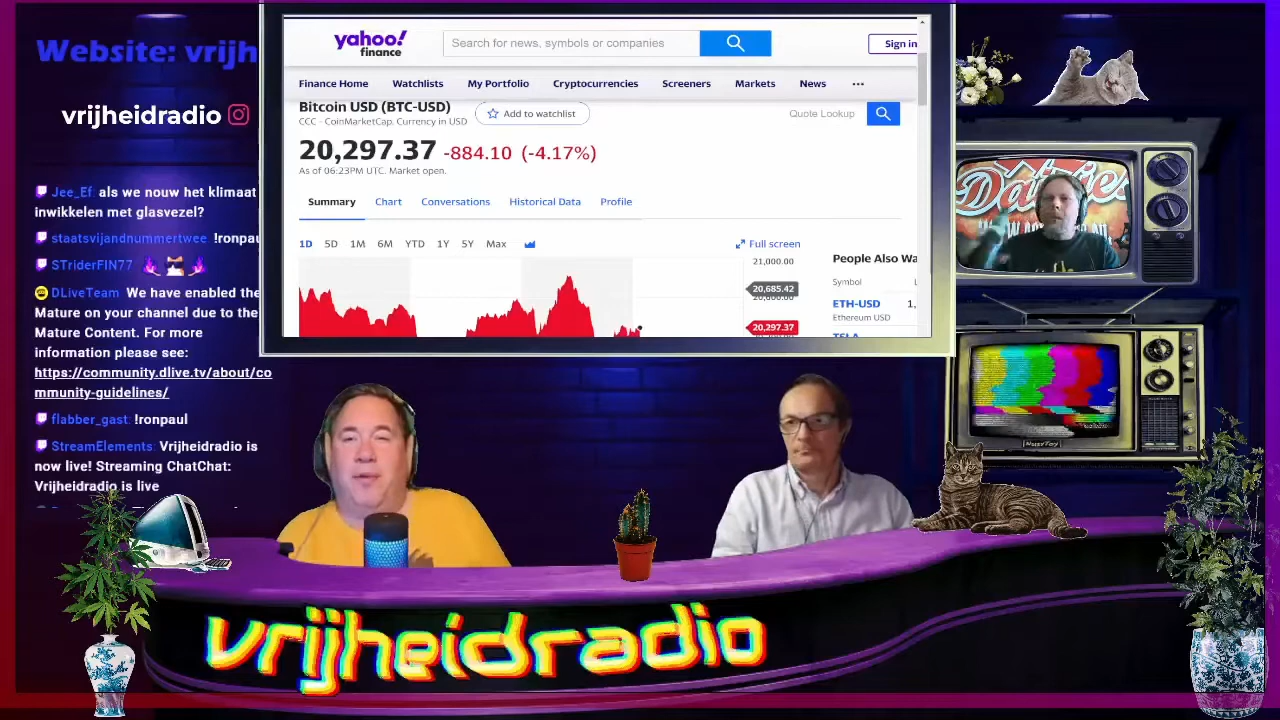 Website: vrijh
vrijheidradio
Jee_Ef: als we nouw het klimaat
inwikkelen met glasvezel?
staatsvijandnummertwee !ronpau
STriderFIN77
DLiveTeam We have enabled the
Mature on your channel due to the
Mature Content. For more
information please see:
https://community.dlive.tv/about/co
mmunity-guidelines/
flabber_gast: !ronpaul
StreamElements: Vrijheidradio is
now live! Streaming ChatChat:
Vrijheidradio is live
yahoo!
finance
Search for news, symbols or companies
Sign in
Finance Home Watchlists My Portfolio Cryptocurrencies Screeners Markets News ...
Bitcoin USD (BTC-USD)
Add to watchlist
CCC - CoinMarketCap. Currency in USD
Quote Lookup
20,297.37 -884.10 (-4.17%)
As of 06:23PM UTC. Market open.
Summary Chart Conversations Historical Data Profile
1D 5D 1M 6M YTD 1Y 5Y Max
Full screen
21,000.00
20,685.42
20,297.37
People Also Wa
Symbol L
ETH-USD 1,
Ethereum USD
TSLA
vrijheidradio